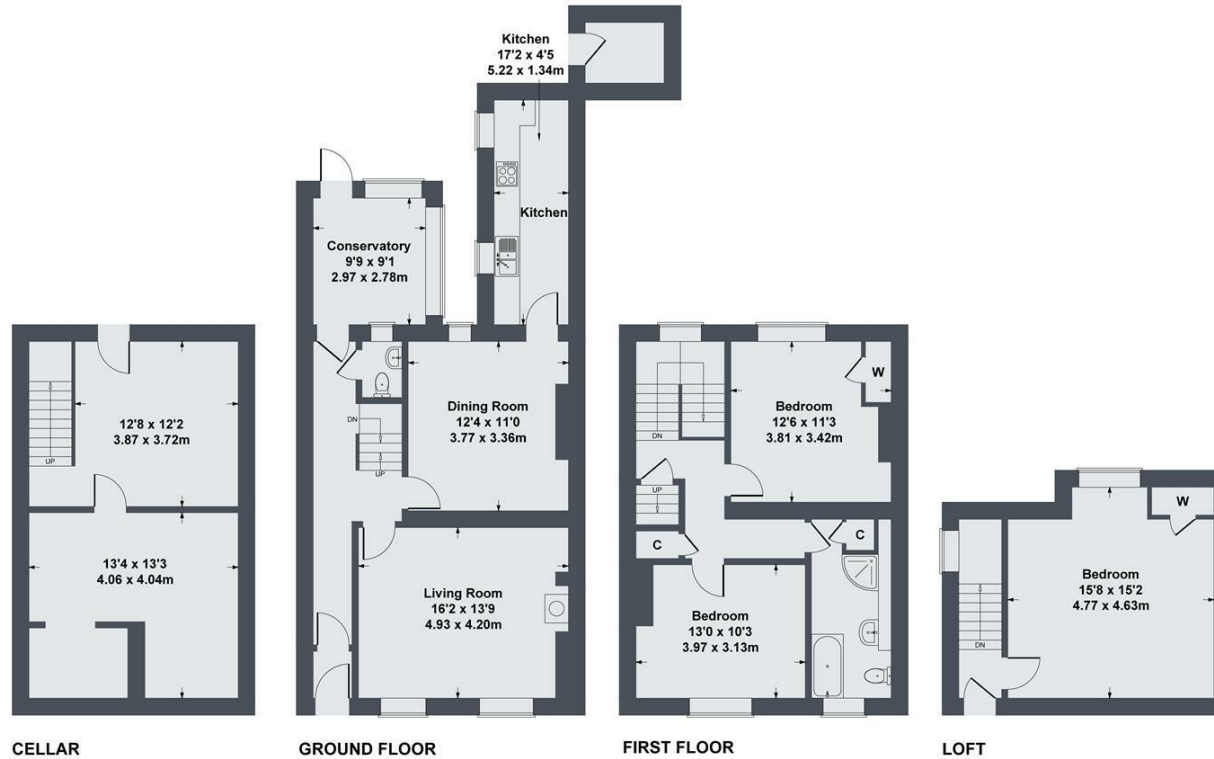 Kitchen
17'2 x 4'5
5.22 x 1.34m
Kitchen
Conservatory
9'9 x 9'1
2.97 x 2.78m
12'8 x 12'2
3.87 x 3.72m
UP
13'4 x 13'3
4.06 x 4.04m
DN
UP
Dining Room
12'4 x 11'0
3.77 x 3.36m
Living Room
16'2 x 13'9
4.93 x 4.20m
DN
UP
W
Bedroom
12'6 x 11'3
3.81 x 3.42m
C
C
Bedroom
13'0 x 10'3
3.97 x 3.13m
W
Bedroom
15'8 x 15'2
4.77 x 4.63m
DN
CELLAR
GROUND FLOOR
FIRST FLOOR
LOFT